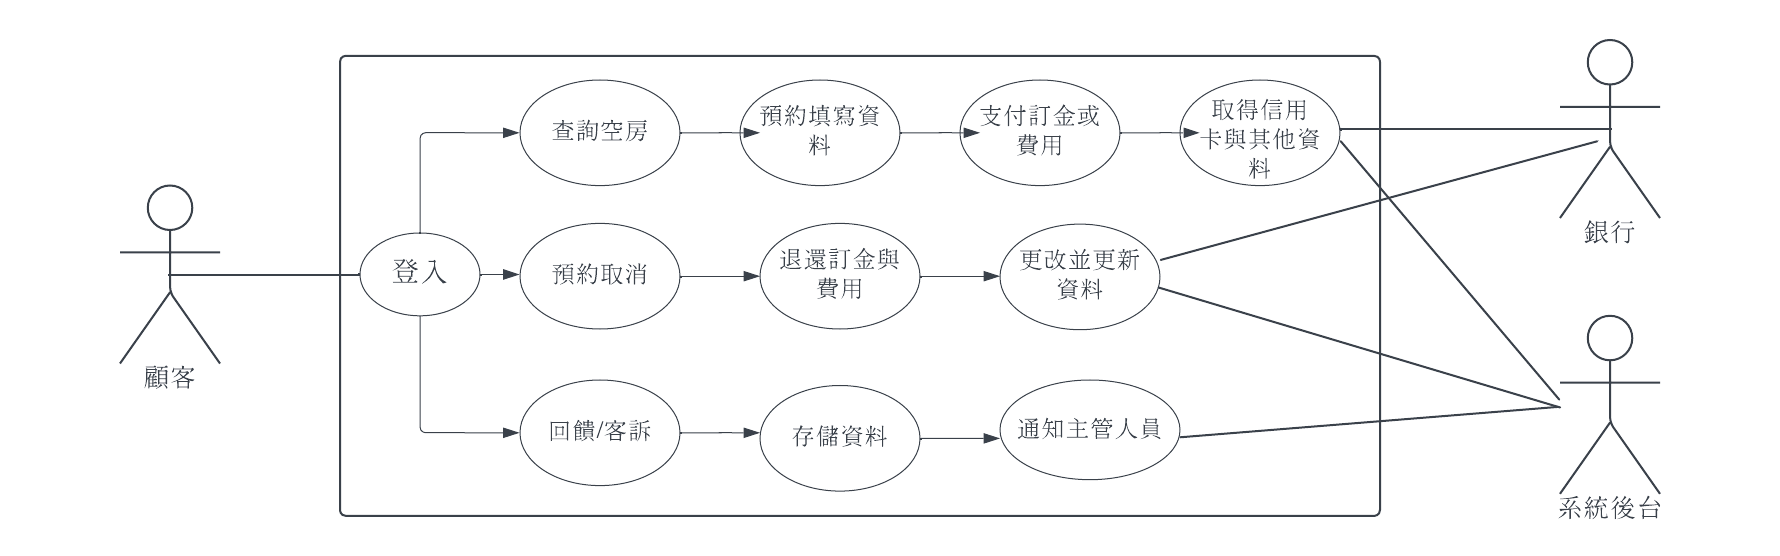 查詢空房
預約填寫資
料
支付訂金或
費用
取得信用
卡與其他資
料
銀行
登入
預約取消
退還訂金與
費用
更改並更新
資料
顧客
回饋/客訴
存儲資料
通知主管人員
系統後台